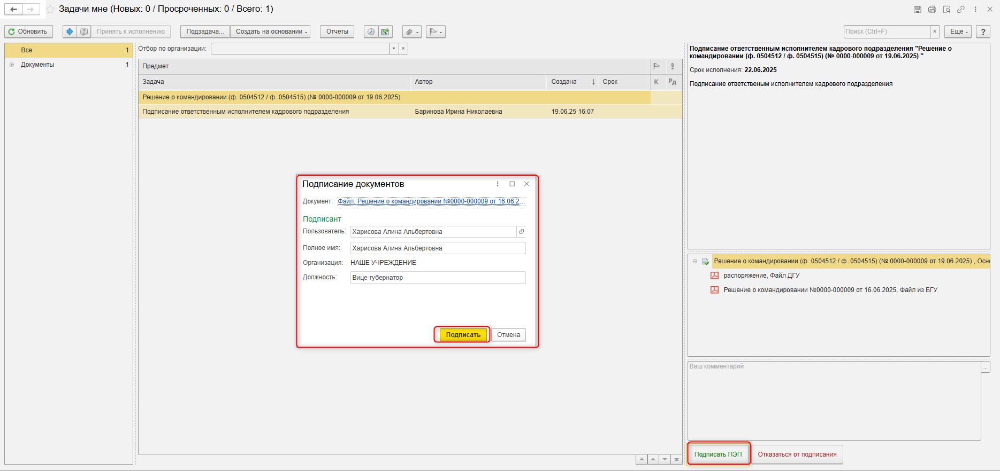 Задачи мне (Новых: 0 / Просроченных: 0 / Всего: 1)
Обновить
Принять к исполнению
Подзадача...
Создать на основании
Отчеты
Поиск (Ctrl+F)
×
Еще
?
Все 1
Документы 1
Отбор по организации:
×
Предмет
Задача Автор Создана ↓ Срок К Рд
Решение о командировании (ф. 0504512 / ф. 0504515) (№ 0000-000009 от 19.06.2025)
Подписание ответственным исполнителем кадрового подразделения Баринова Ирина Николаевна 19.06.25 16:07
Подписание документов
Документ: Файл: Решение о командировании №0000-000009 от 16.06.2...
Подписант
Пользователь: Харисова Алина Альбертовна
Полное имя: Харисова Алина Альбертовна
Организация: НАШЕ УЧРЕЖДЕНИЕ
Должность: Вице-губернатор
Подписать
Отмена
Подписание ответственным исполнителем кадрового подразделения "Решение о
командировании (ф. 0504512 / ф. 0504515) (№ 0000-000009 от 19.06.2025) "
Срок исполнения: 22.06.2025
Подписание ответственым исполнителем кадрового подразделения
Решение о командировании (ф. 0504512 / ф. 0504515) (№ 0000-000009 от 19.06.2025) , Осн
распоряжение, Файл ДГУ
Решение о командировании №0000-000009 от 16.06.2025, Файл из БГУ
Ваш комментарий
...
Подписать ПЭП
Отказаться от подписания